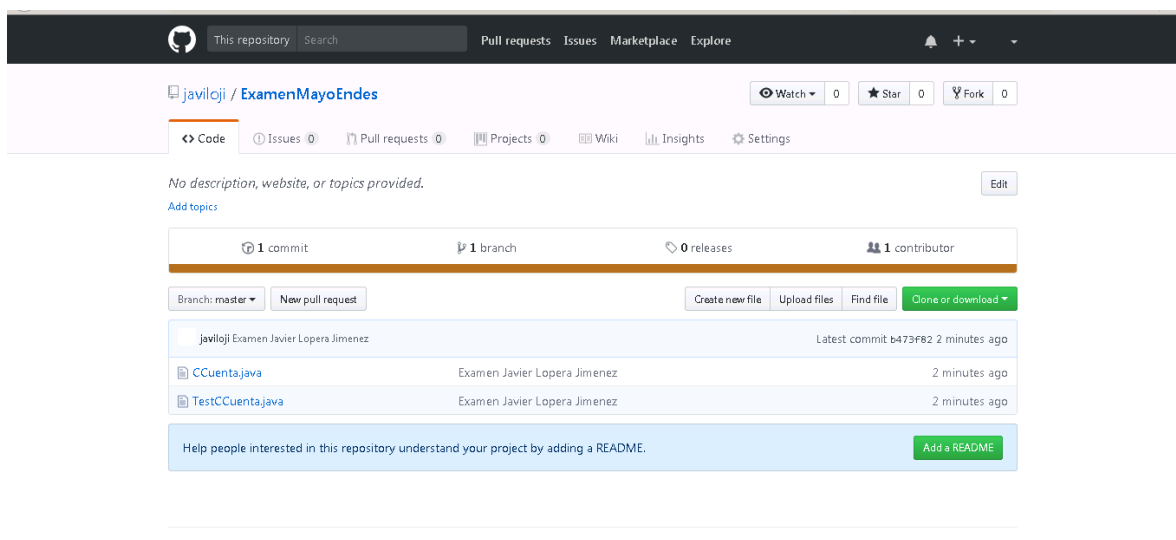 This repository Search Pull requests Issues Marketplace Explore
javiloji / ExamenMayoEndes Watch 0 Star 0 Fork 0
Code Issues 0 Pull requests 0 Projects 0 Wiki Insights Settings
No description, website, or topics provided. Edit
Add topics
1 commit 1 branch 0 releases 1 contributor
Branch: master New pull request Create new file Upload files Find file Clone or download
javiloji Examen Javier Lopera Jimenez Latest commit b473f82 2 minutes ago
CCuenta.java Examen Javier Lopera Jimenez 2 minutes ago
TestCCuenta.java Examen Javier Lopera Jimenez 2 minutes ago
Help people interested in this repository understand your project by adding a README. Add a README